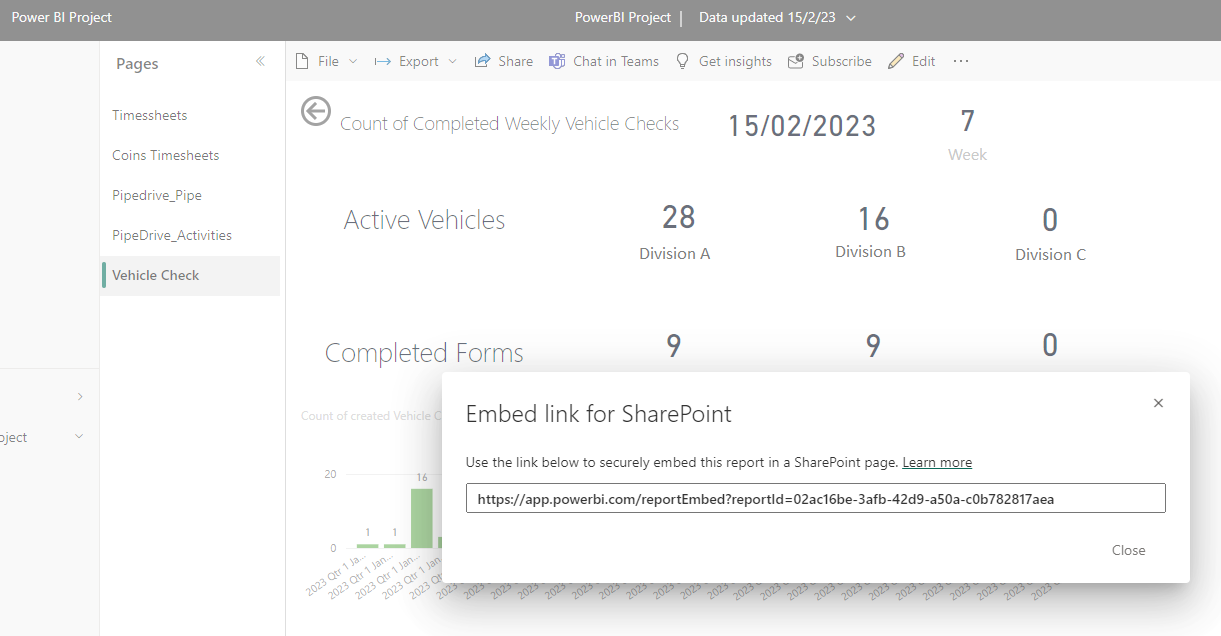 Power BI Project
PowerBI Project | Data updated 15/2/23
Pages
File Export Share Chat in Teams Get insights Subscribe Edit ...
Timessheets
Coins Timesheets
Pipedrive_Pipe
PipeDrive_Activities
Vehicle Check
oject
Count of Completed Weekly Vehicle Checks
15/02/2023
7
Week
Active Vehicles
28
16
0
Division A
Division B
Division C
Completed Forms
9
9
0
Count of created Vehicle C
20
16
1
1
0
2023 Qtr 1 Ja...
2023 Qtr 1 Jan...
2023 Qtr 1 Jan...
2023 Qtr 1 Jan
Embed link for SharePoint
Use the link below to securely embed this report in a SharePoint page. Learn more
https://app.powerbi.com/reportEmbed?reportId=02ac16be-3afb-42d9-a50a-c0b782817aea
Close